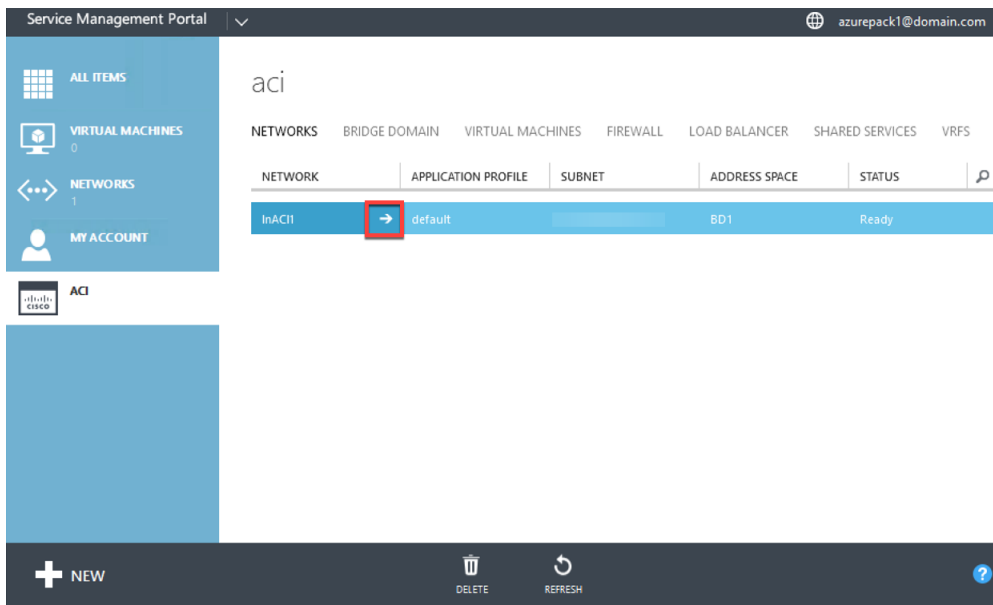 Service Management Portal
azurepack1@domain.com
ALL ITEMS
VIRTUAL MACHINES
0
NETWORKS
1
MY ACCOUNT
CISCO
ACI
aci
NETWORKS BRIDGE DOMAIN VIRTUAL MACHINES FIREWALL LOAD BALANCER SHARED SERVICES VRFS
NETWORK APPLICATION PROFILE SUBNET ADDRESS SPACE STATUS
InACI1 default BD1 Ready
NEW
DELETE
REFRESH
?